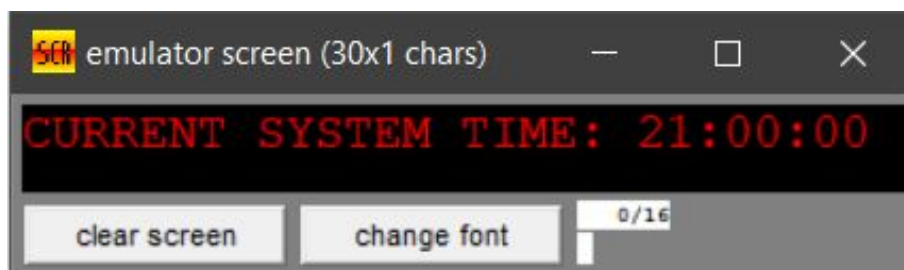 SCR emulator screen (30x1 chars)
CURRENT SYSTEM TIME: 21:00:00
clear screen change font 0/16